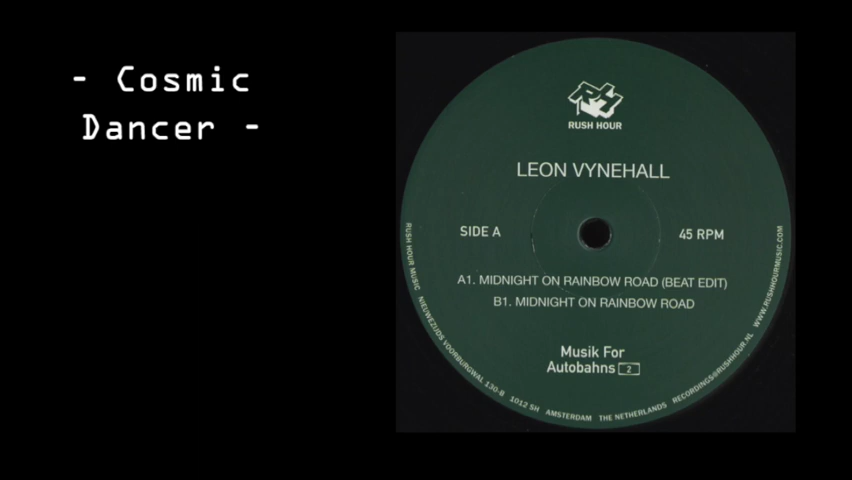 - Cosmic
Dancer -
RH
RUSH HOUR
LEON VYNEHALL
SIDE A
45 RPM
A1. MIDNIGHT ON RAINBOW ROAD (BEAT EDIT)
B1. MIDNIGHT ON RAINBOW ROAD
Musik For
Autobahns 2
RUSH HOUR MUSIC NIEUWEZIJDS VOORBURGWAL 130-B 1012 SH AMSTERDAM THE NETHERLANDS RECORDINGS@RUSHHOUR.NL WWW.RUSHHOURMUSIC.COM